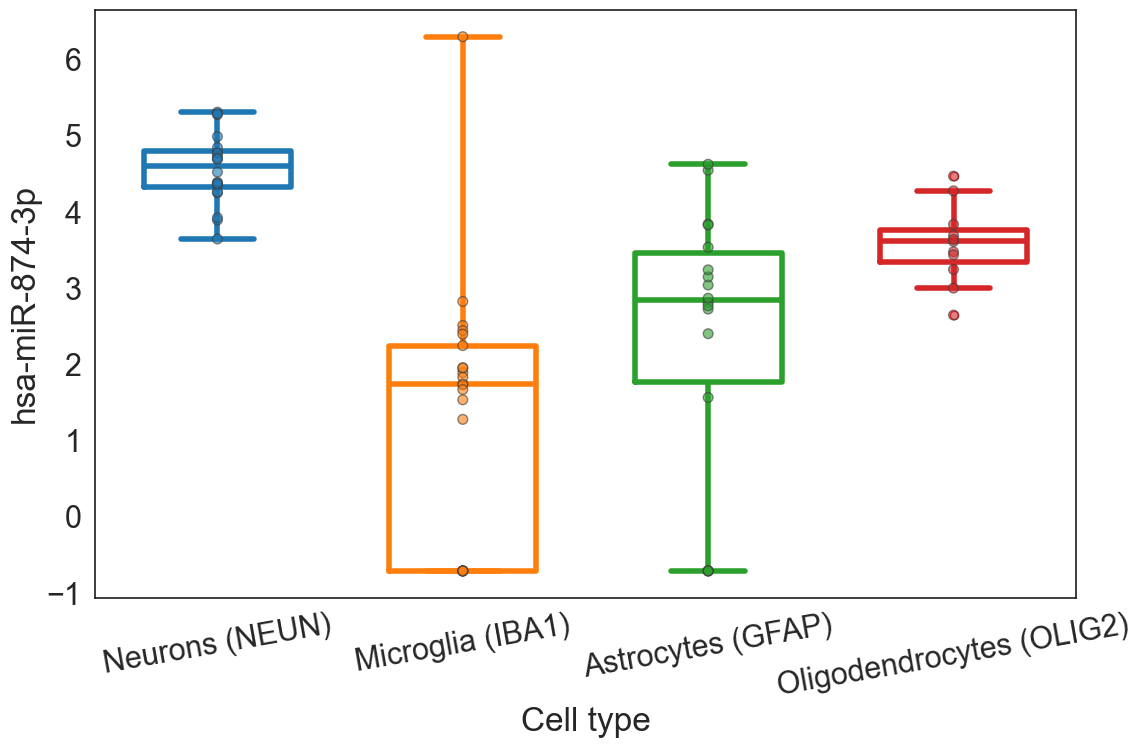 hsa-miR-874-3p
6
5
4
3
2
1
0
−1
Neurons (NEUN)
Microglia (IBA1)
Astrocytes (GFAP)
Oligodendrocytes (OLIG2)
Cell type